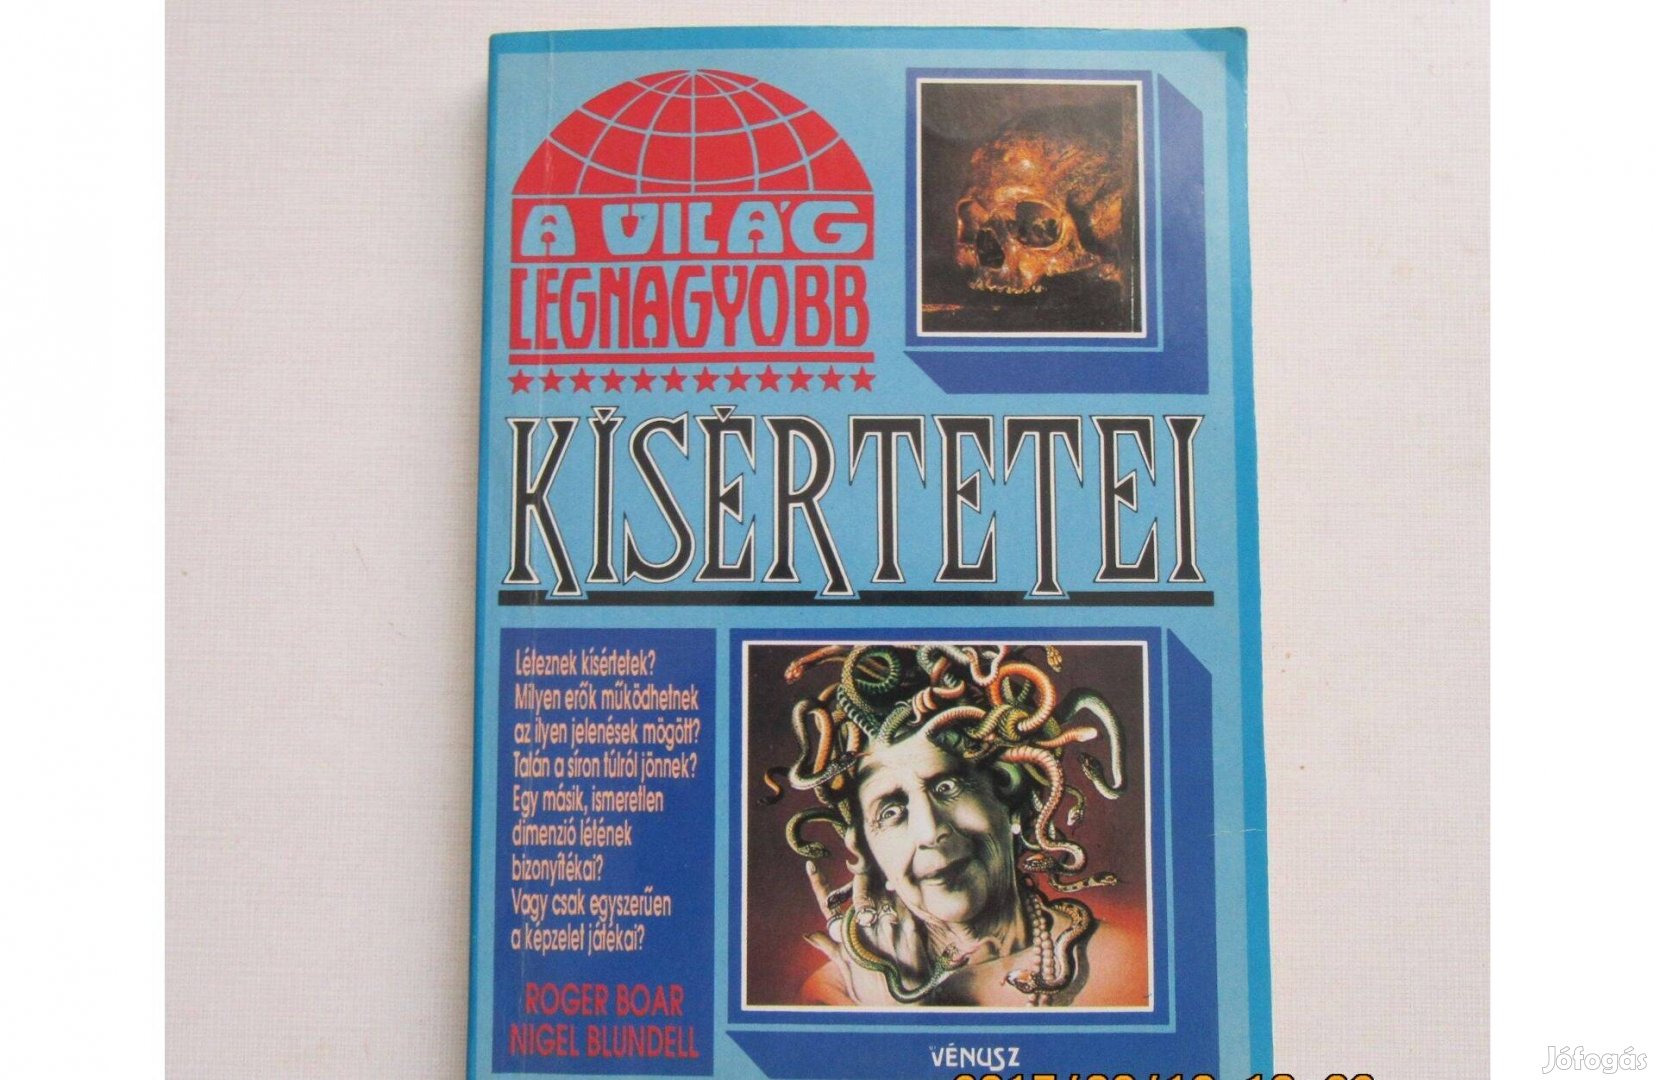 A VILÁG
LEGNAGYOBB
KÍSÉRTETEI
Léteznek kísértetek?
Milyen erők működhetnek
az ilyen jelenések mögött?
Talán a síron túlról jönnek?
Egy másik, ismeretlen
dimenzió létének
bizonyítékai?
Vagy csak egyszerűen
a képzelet játékai?
ROGER BOAR
NIGEL BLUNDELL
VÉNUSZ
Jófogás